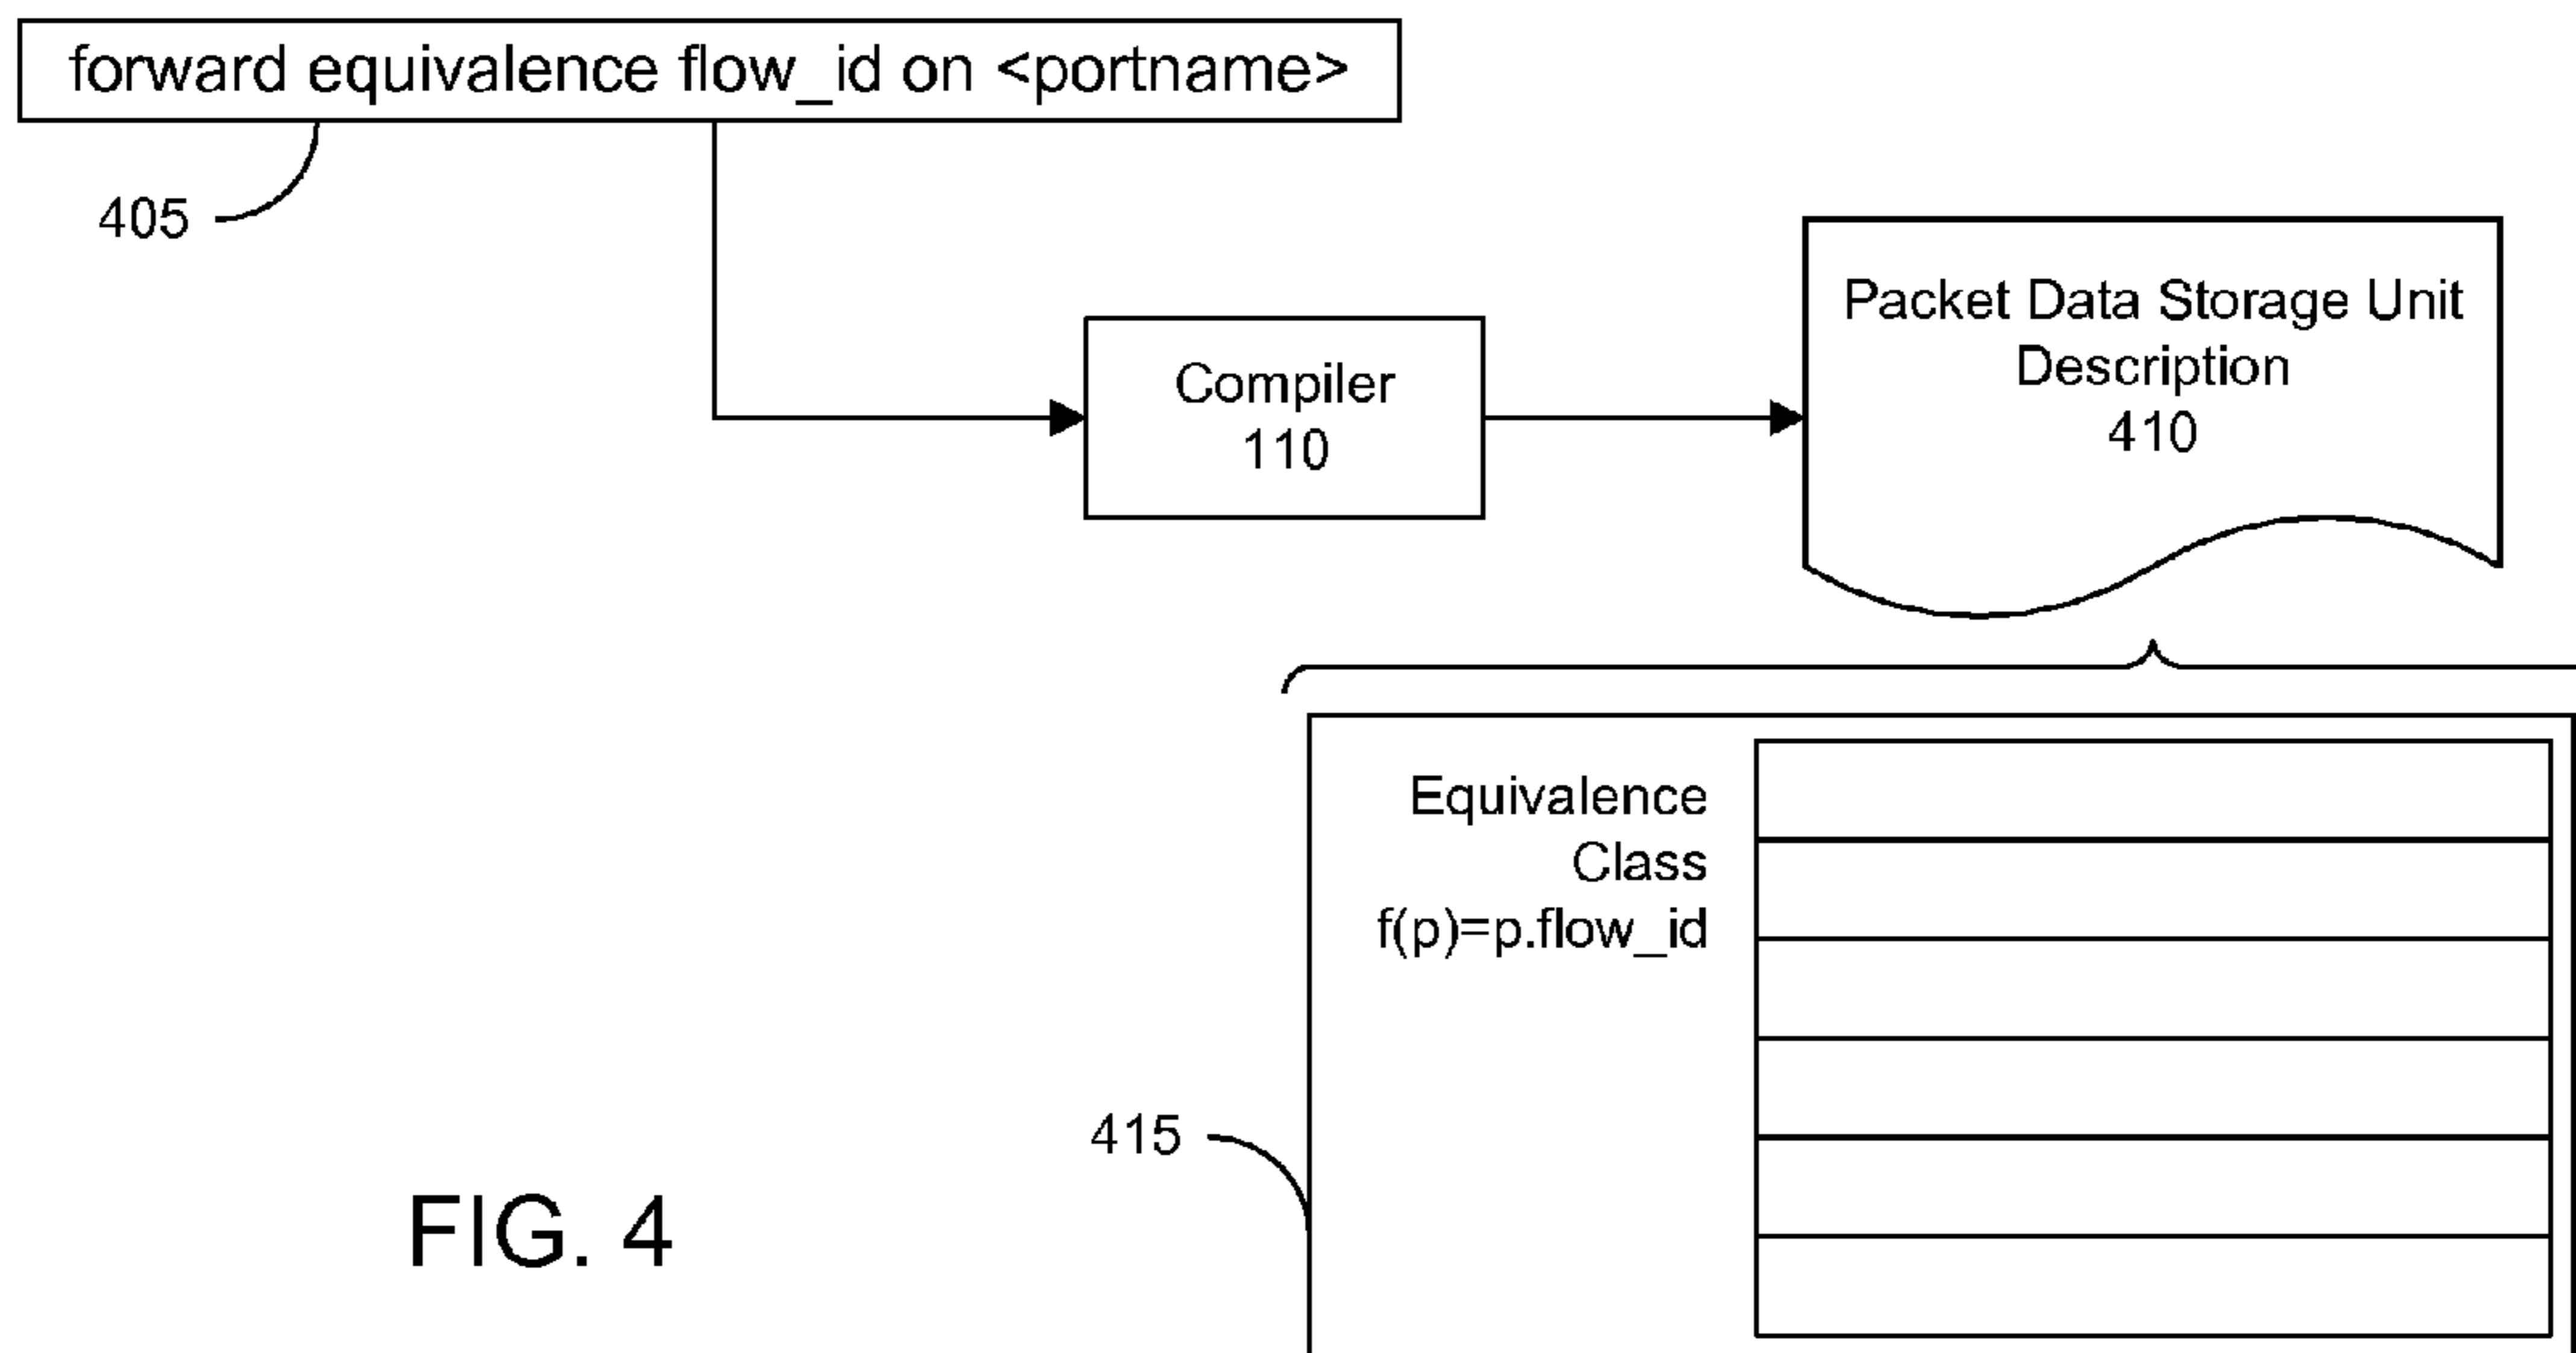 forward equivalence flow_id on <portname>
405
Packet Data Storage Unit
Description
410
Compiler
110
Equivalence
Class
f(p)=p.flow_id
415
FIG. 4